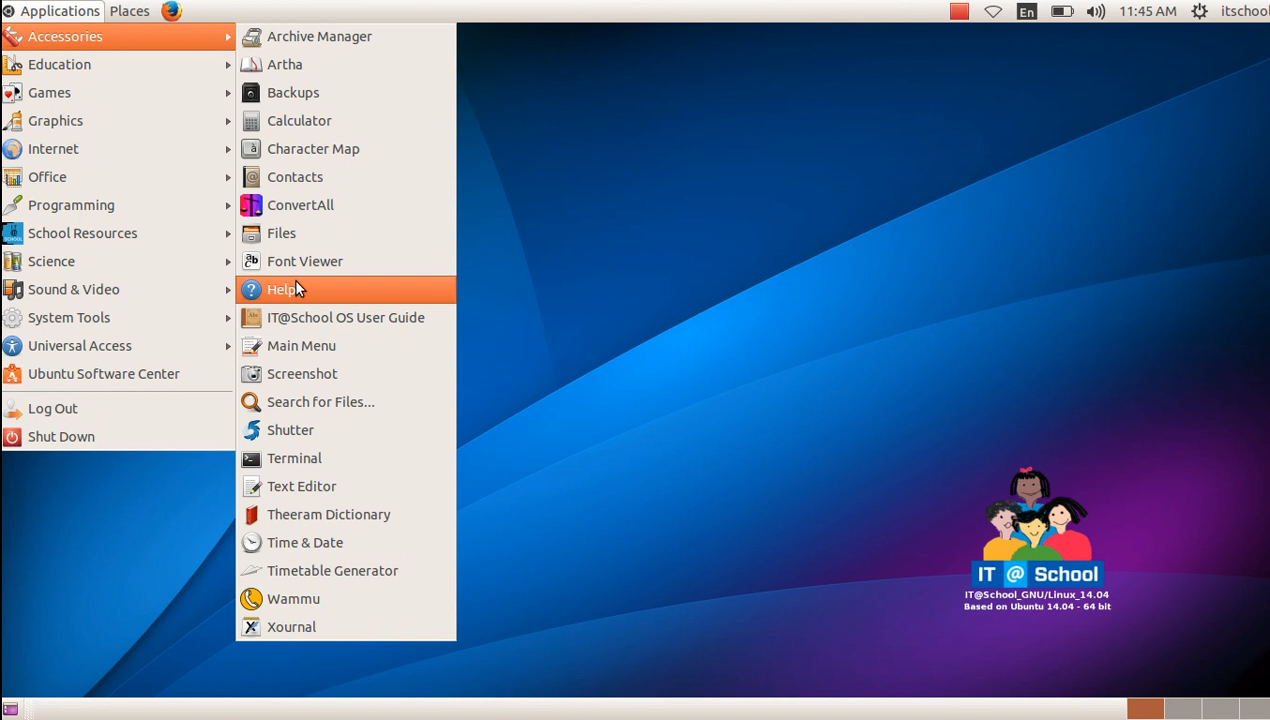 Applications Places En 11:45 AM itschool
Accessories
Education
Games
Graphics
Internet
Office
Programming
School Resources
Science
Sound & Video
System Tools
Universal Access
Ubuntu Software Center
Log Out
Shut Down
Archive Manager
Artha
Backups
Calculator
Character Map
Contacts
ConvertAll
Files
Font Viewer
Help
IT@School OS User Guide
Main Menu
Screenshot
Search for Files...
Shutter
Terminal
Text Editor
Theeram Dictionary
Time & Date
Timetable Generator
Wammu
Xournal
IT @ School
IT@School_GNU/Linux_14.04
Based on Ubuntu 14.04 - 64 bit